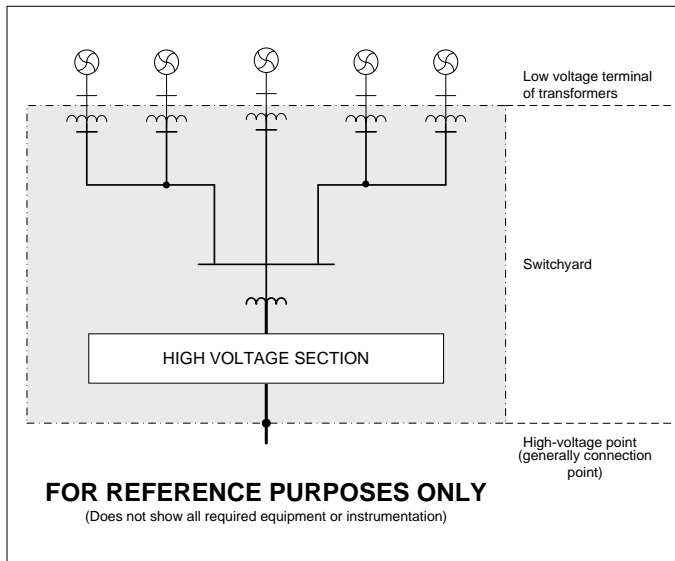 Low voltage terminal
of transformers
Switchyard
HIGH VOLTAGE SECTION
High-voltage point
(generally connection
point)
FOR REFERENCE PURPOSES ONLY
(Does not show all required equipment or instrumentation)